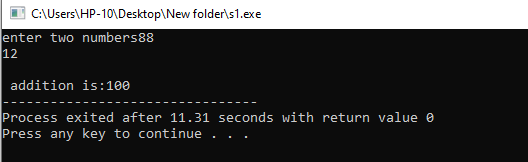 C:\Users\HP-10\Desktop\New folder\s1.exe
enter two numbers88
12
 addition is:100
--------------------------------
Process exited after 11.31 seconds with return value 0
Press any key to continue . . .